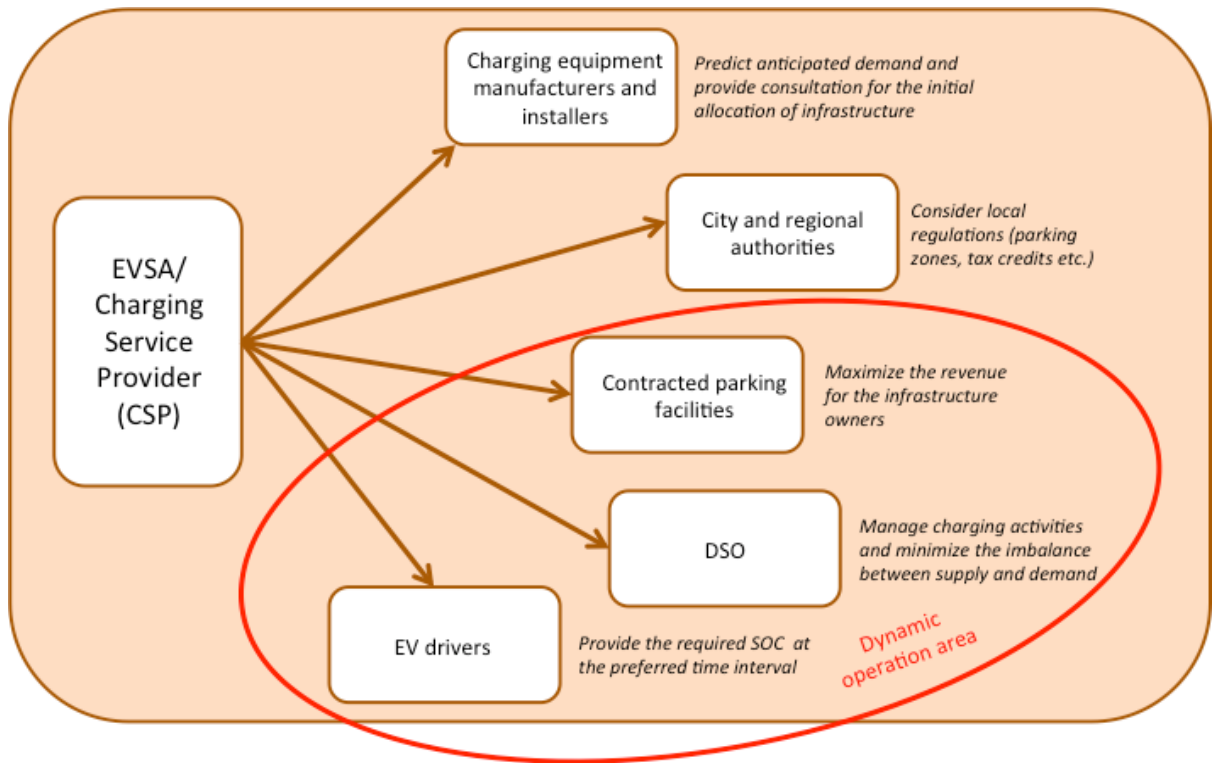 Charging equipment
manufacturers and
installers
Predict anticipated demand and
provide consultation for the initial
allocation of infrastructure
City and regional
authorities
Consider local
regulations (parking
zones, tax credits etc.)
EVSA/
Charging
Service
Provider
(CSP)
Contracted parking
facilities
Maximize the revenue
for the infrastructure
owners
DSO
Manage charging activities
and minimize the imbalance
between supply and demand
EV drivers
Provide the required SOC at
the preferred time interval
Dynamic
operation area